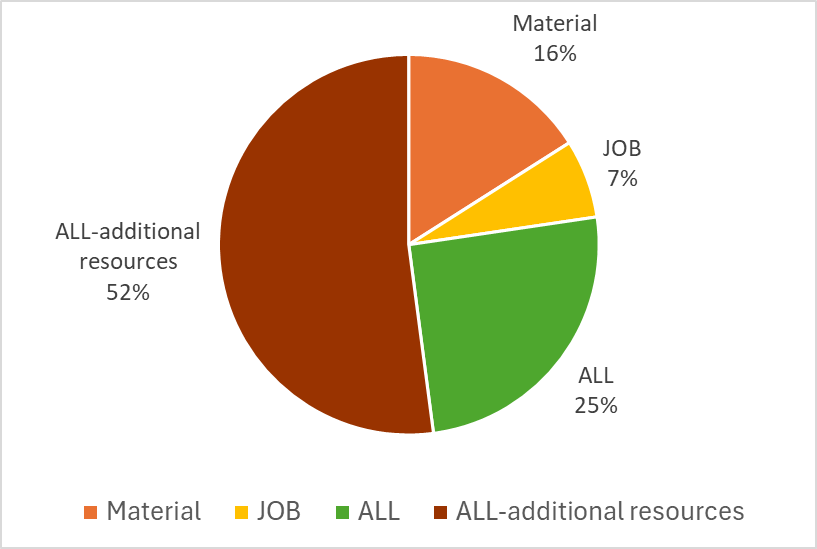 Material
16%
JOB
7%
ALL-additional
resources
52%
ALL
25%
Material JOB ALL ALL-additional resources